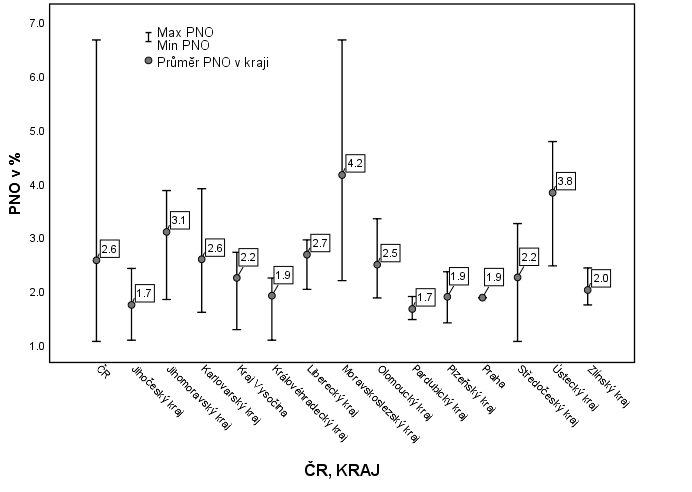 7.0
6.0
5.0
4.0
3.0
2.0
1.0
PNO v %
Max PNO
Min PNO
Průměr PNO v kraji
2.6
1.7
3.1
2.6
2.2
1.9
2.7
4.2
2.5
1.7
1.9
1.9
2.2
3.8
2.0
ČR
Jihočeský kraj
Jihomoravský kraj
Karlovarský kraj
Kraj Vysočina
Královéhradecký kraj
Liberecký kraj
Moravskoslezský kraj
Olomoucký kraj
Pardubický kraj
Plzeňský kraj
Praha
Středočeský kraj
Ústecký kraj
Zlínský kraj
ČR, KRAJ